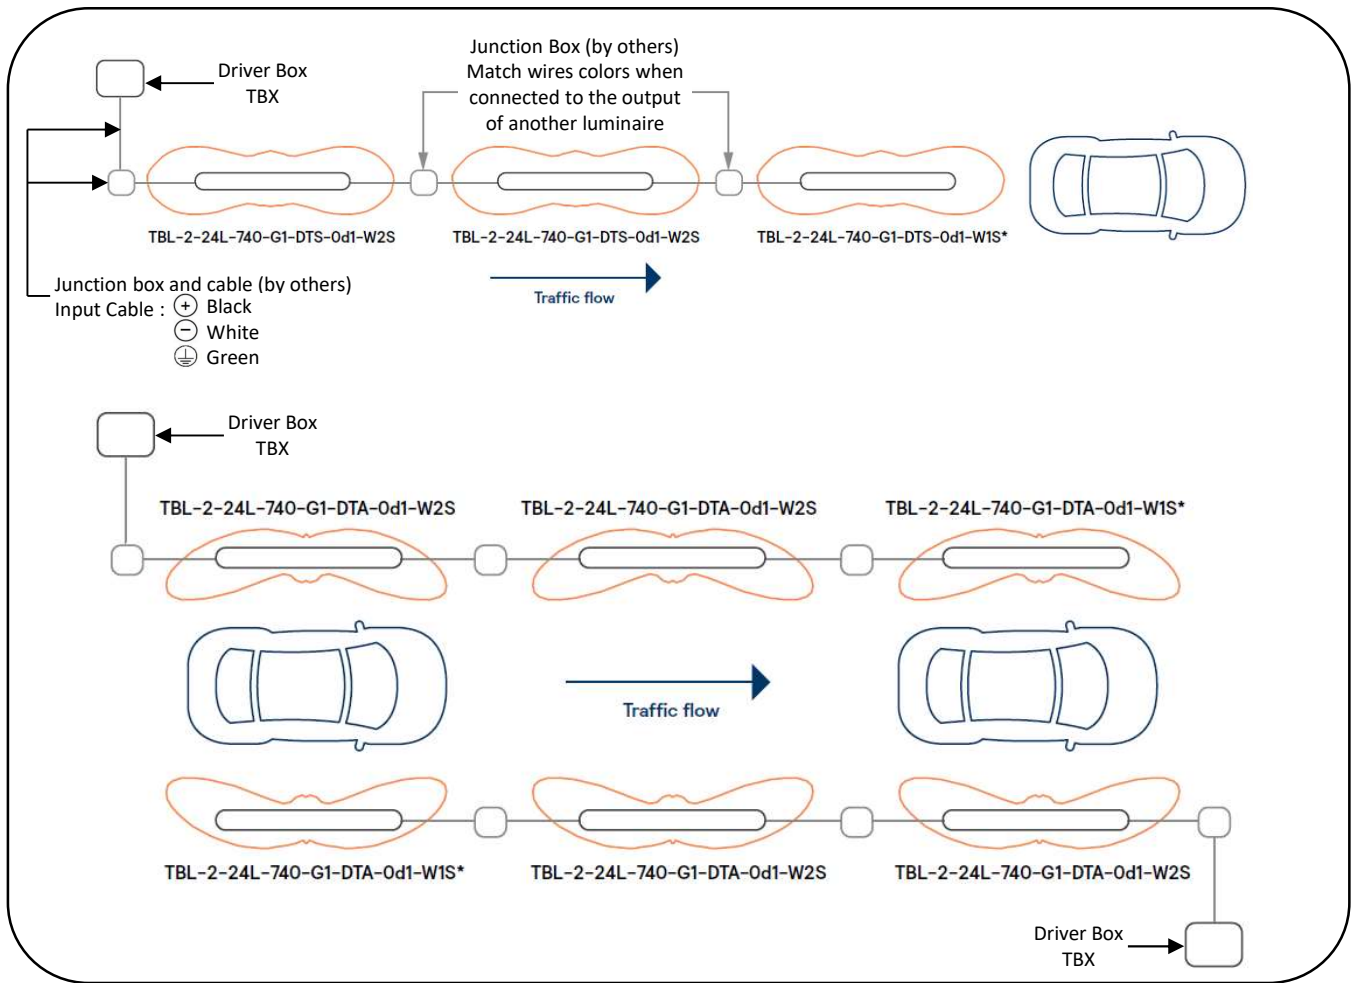 Driver Box
TBX
Junction Box (by others)
Match wires colors when
connected to the output
of another luminaire
TBL-2-24L-740-G1-DTS-0d1-W2S
TBL-2-24L-740-G1-DTS-0d1-W2S
TBL-2-24L-740-G1-DTS-0d1-W1S*
Traffic flow
Junction box and cable (by others)
Input Cable : + Black
− White
Green
Driver Box
TBX
TBL-2-24L-740-G1-DTA-0d1-W2S
TBL-2-24L-740-G1-DTA-0d1-W2S
TBL-2-24L-740-G1-DTA-0d1-W1S*
Traffic flow
TBL-2-24L-740-G1-DTA-0d1-W1S*
TBL-2-24L-740-G1-DTA-0d1-W2S
TBL-2-24L-740-G1-DTA-0d1-W2S
Driver Box
TBX